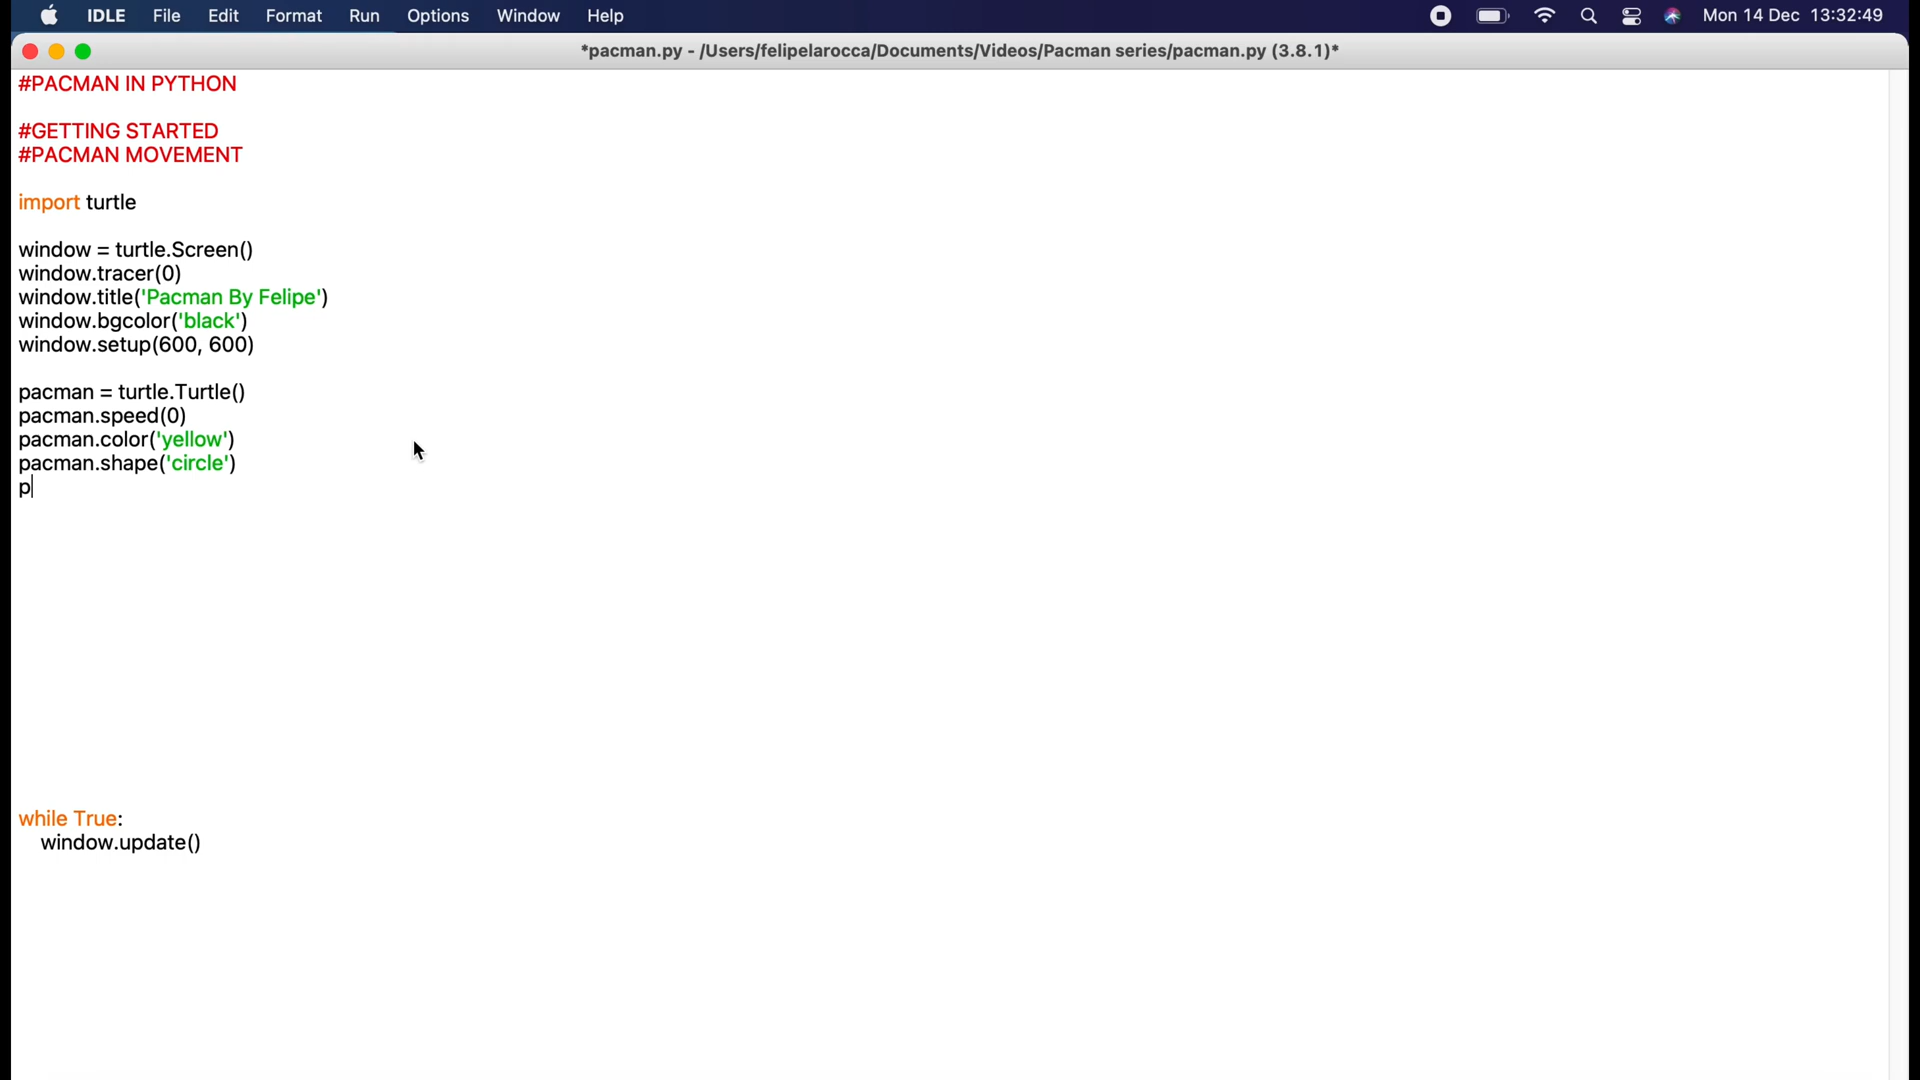 IDLE File Edit Format Run Options Window Help Mon 14 Dec 13:32:49
*pacman.py - /Users/felipelarocca/Documents/Videos/Pacman series/pacman.py (3.8.1)*
#PACMAN IN PYTHON
#GETTING STARTED
#PACMAN MOVEMENT
import turtle
window = turtle.Screen()
window.tracer(0)
window.title('Pacman By Felipe')
window.bgcolor('black')
window.setup(600, 600)
pacman = turtle.Turtle()
pacman.speed(0)
pacman.color('yellow')
pacman.shape('circle')
p
while True:
    window.update()